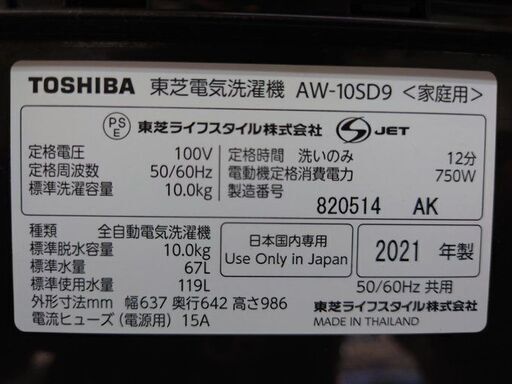 TOSHIBA 東芝電気洗濯機 AW-10SD9 <家庭用>
PS E 東芝ライフスタイル株式会社 S JET
定格電圧 100V
定格周波数 50/60Hz
標準洗濯容量 10.0kg
定格時間 洗いのみ 12分
電動機定格消費電力 750W
製造番号
820514 AK
種類 全自動電気洗濯機
標準脱水容量 10.0kg
標準水量 67L
標準使用水量 119L
外形寸法mm 幅637 奥行642 高さ986
電流ヒューズ (電源用) 15A
日本国内専用
Use Only in Japan
2021 年製
50/60Hz 共用
東芝ライフスタイル株式会社
MADE IN THAILAND